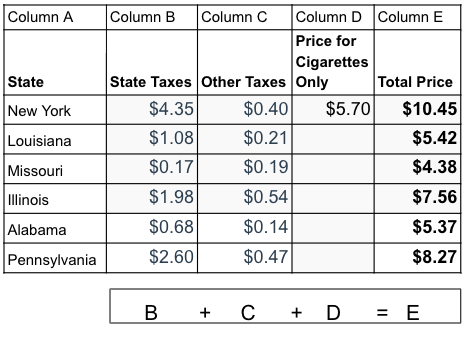 Column A Column B Column C Column D Column E
State State Taxes Other Taxes Price for Cigarettes Only Total Price
New York $4.35 $0.40 $5.70 $10.45
Louisiana $1.08 $0.21 $5.42
Missouri $0.17 $0.19 $4.38
Illinois $1.98 $0.54 $7.56
Alabama $0.68 $0.14 $5.37
Pennsylvania $2.60 $0.47 $8.27
B + C + D = E